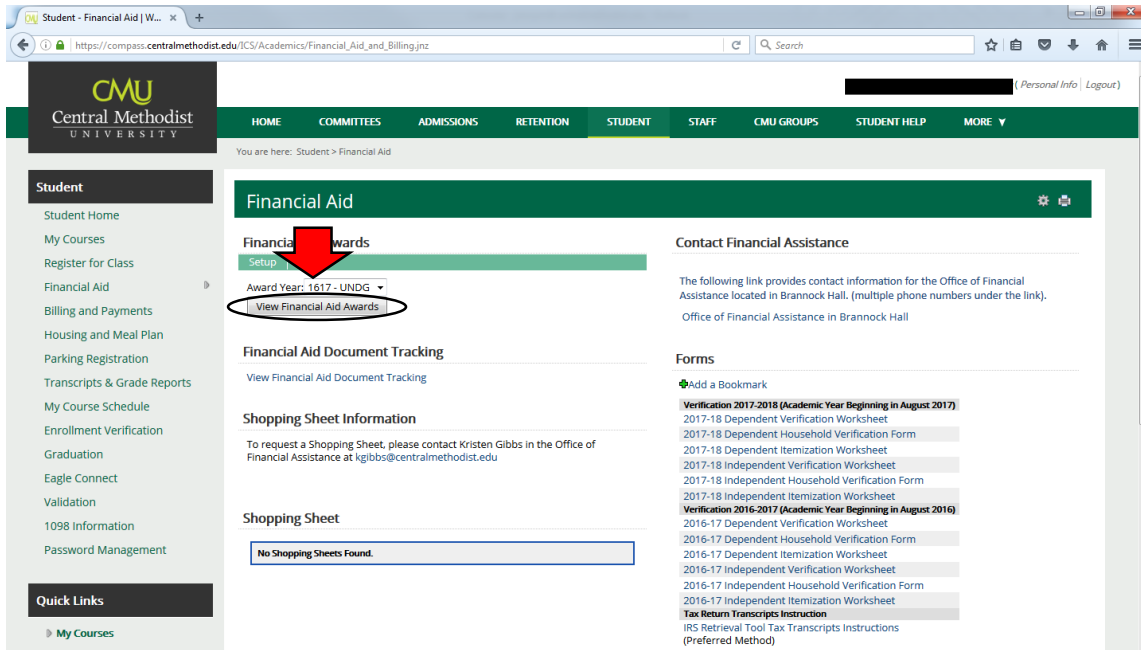 Student - Financial Aid | W...
https://compass.centralmethodist.edu/ICS/Academics/Financial_Aid_and_Billing.jnz
Search
CMU
Central Methodist
UNIVERSITY
( Personal Info | Logout )
HOME COMMITTEES ADMISSIONS RETENTION STUDENT STAFF CMU GROUPS STUDENT HELP MORE
You are here: Student > Financial Aid
Student
Student Home
My Courses
Register for Class
Financial Aid
Billing and Payments
Housing and Meal Plan
Parking Registration
Transcripts & Grade Reports
My Course Schedule
Enrollment Verification
Graduation
Eagle Connect
Validation
1098 Information
Password Management
Quick Links
My Courses
Financial Aid
Financia wards
Setup
Award Year: 1617 - UNDG
View Financial Aid Awards
Financial Aid Document Tracking
View Financial Aid Document Tracking
Shopping Sheet Information
To request a Shopping Sheet, please contact Kristen Gibbs in the Office of
Financial Assistance at kgibbs@centralmethodist.edu
Shopping Sheet
No Shopping Sheets Found.
Contact Financial Assistance
The following link provides contact information for the Office of Financial
Assistance located in Brannock Hall. (multiple phone numbers under the link).
Office of Financial Assistance in Brannock Hall
Forms
Add a Bookmark
Verification 2017-2018 (Academic Year Beginning in August 2017)
2017-18 Dependent Verification Worksheet
2017-18 Dependent Household Verification Form
2017-18 Dependent Itemization Worksheet
2017-18 Independent Verification Worksheet
2017-18 Independent Household Verification Form
2017-18 Independent Itemization Worksheet
Verification 2016-2017 (Academic Year Beginning in August 2016)
2016-17 Dependent Verification Worksheet
2016-17 Dependent Household Verification Form
2016-17 Dependent Itemization Worksheet
2016-17 Independent Verification Worksheet
2016-17 Independent Household Verification Form
2016-17 Independent Itemization Worksheet
Tax Return Transcripts Instruction
IRS Retrieval Tool Tax Transcripts Instructions
(Preferred Method)